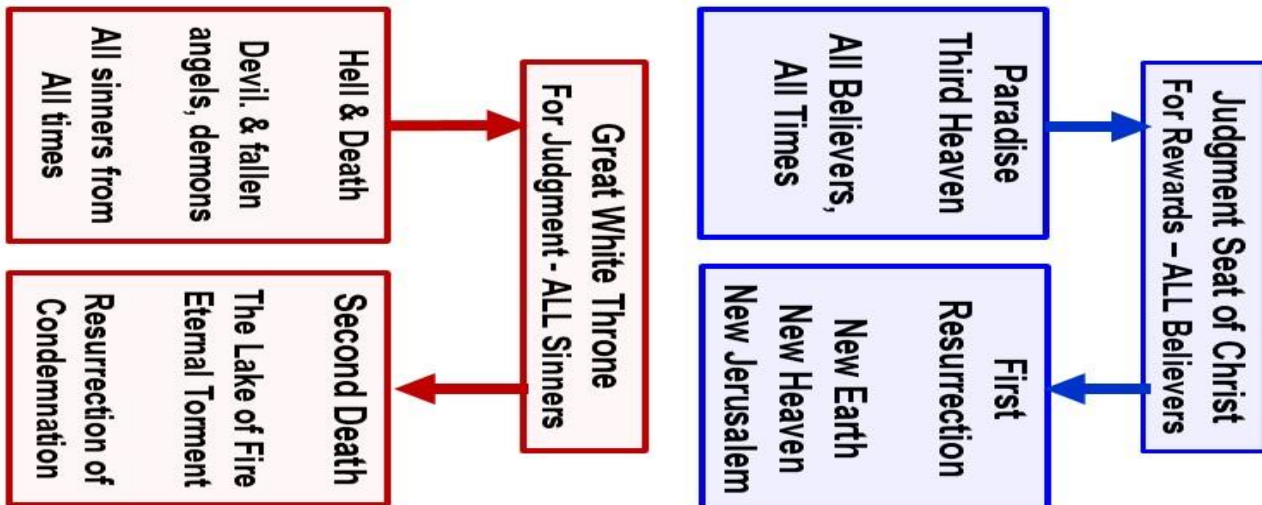 Judgment Seat of Christ
For Rewards – ALL Believers
Paradise
Third Heaven
All Believers,
All Times
First
Resurrection
New Earth
New Heaven
New Jerusalem
Great White Throne
For Judgment - ALL Sinners
Hell & Death
Devil. & fallen
angels, demons
All sinners from
All times
Second Death
The Lake of Fire
Eternal Torment
Resurrection of
Condemnation